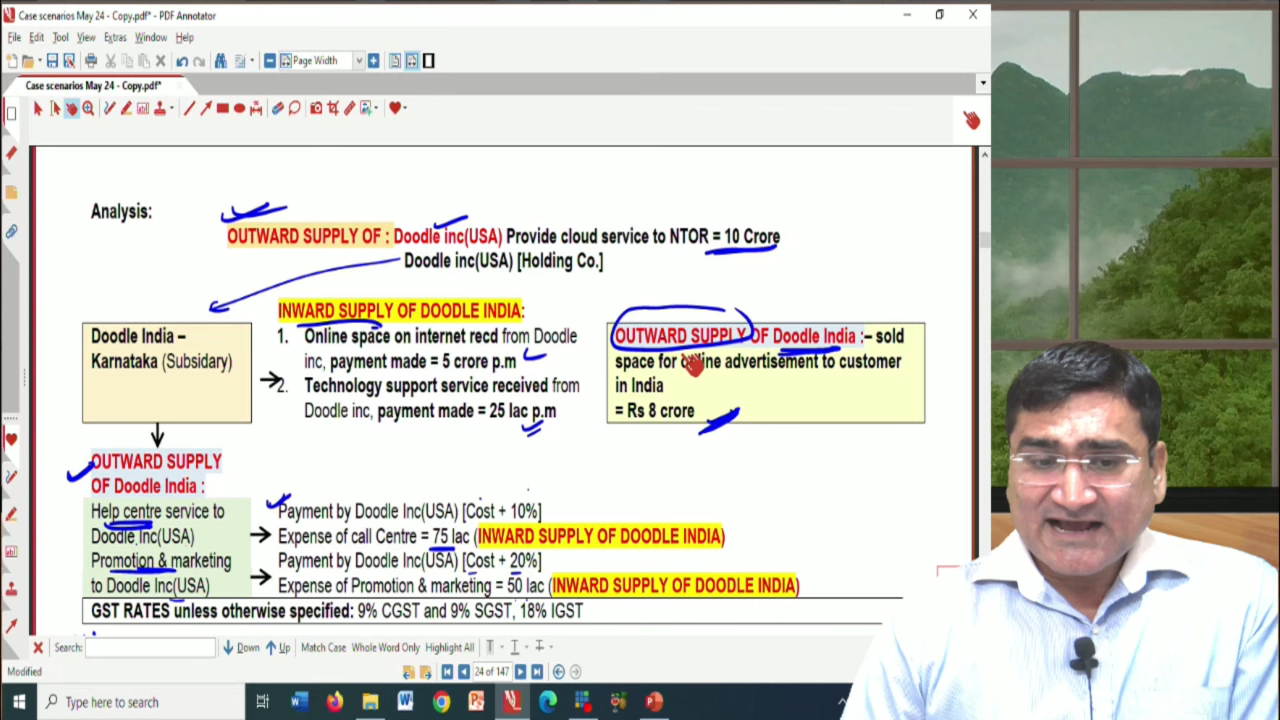 Case scenarios May 24 - Copy.pdf* - PDF Annotator
File Edit Tool View Extras Window Help
Page Width
Case scenarios May 24 - Copy.pdf*
Analysis:
OUTWARD SUPPLY OF : Doodle inc(USA) Provide cloud service to NTOR = 10 Crore
Doodle inc(USA) [Holding Co.]
INWARD SUPPLY OF DOODLE INDIA:
Doodle India –
Karnataka (Subsidary)
1. Online space on internet recd from Doodle
inc, payment made = 5 crore p.m
2. Technology support service received from
Doodle inc, payment made = 25 lac p.m
OUTWARD SUPPLY OF Doodle India :– sold
space for online advertisement to customer
in India
= Rs 8 crore
OUTWARD SUPPLY
OF Doodle India :
Help centre service to
Doodle Inc(USA)
Promotion & marketing
to Doodle Inc(USA)
Payment by Doodle Inc(USA) [Cost + 10%]
Expense of call Centre = 75 lac (INWARD SUPPLY OF DOODLE INDIA)
Payment by Doodle Inc(USA) [Cost + 20%]
Expense of Promotion & marketing = 50 lac (INWARD SUPPLY OF DOODLE INDIA)
GST RATES unless otherwise specified: 9% CGST and 9% SGST, 18% IGST
Search: Down Up Match Case Whole Word Only Highlight All
Modified
24 of 147
Type here to search